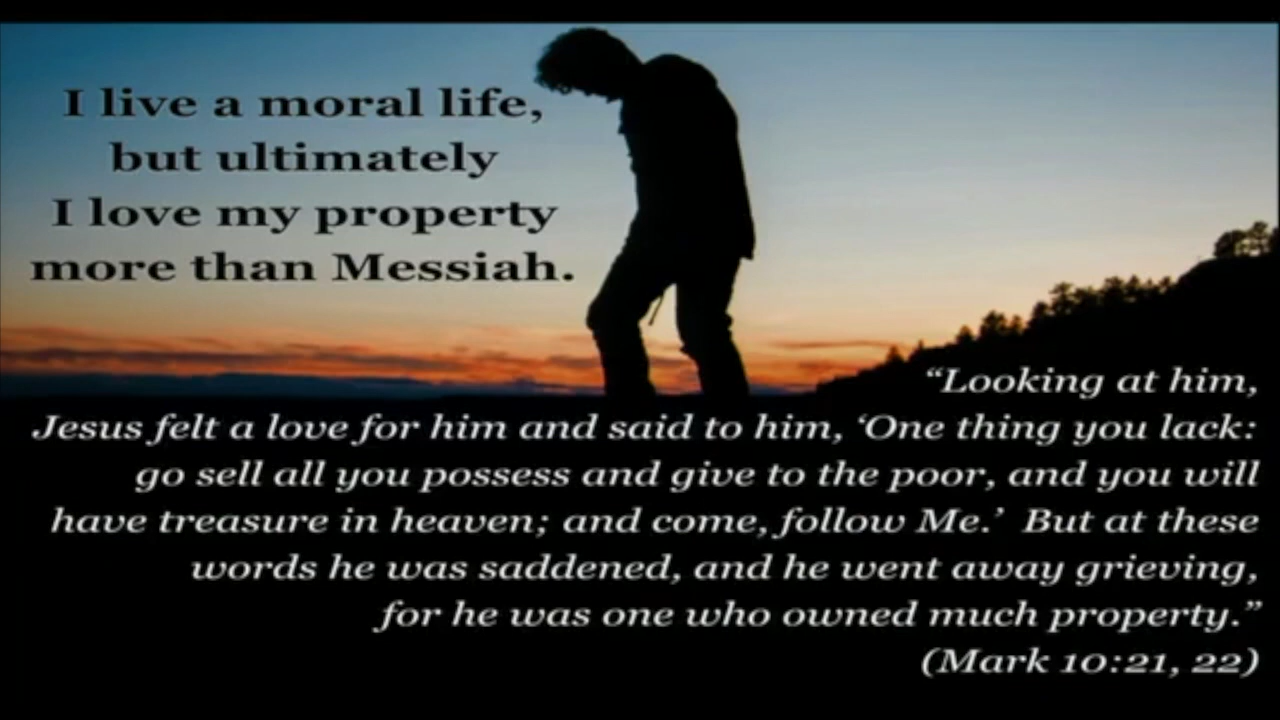 I live a moral life,
but ultimately
I love my property
more than Messiah.
“Looking at him,
Jesus felt a love for him and said to him, ‘One thing you lack:
go sell all you possess and give to the poor, and you will
have treasure in heaven; and come, follow Me.’ But at these
words he was saddened, and he went away grieving,
for he was one who owned much property.”
(Mark 10:21, 22)